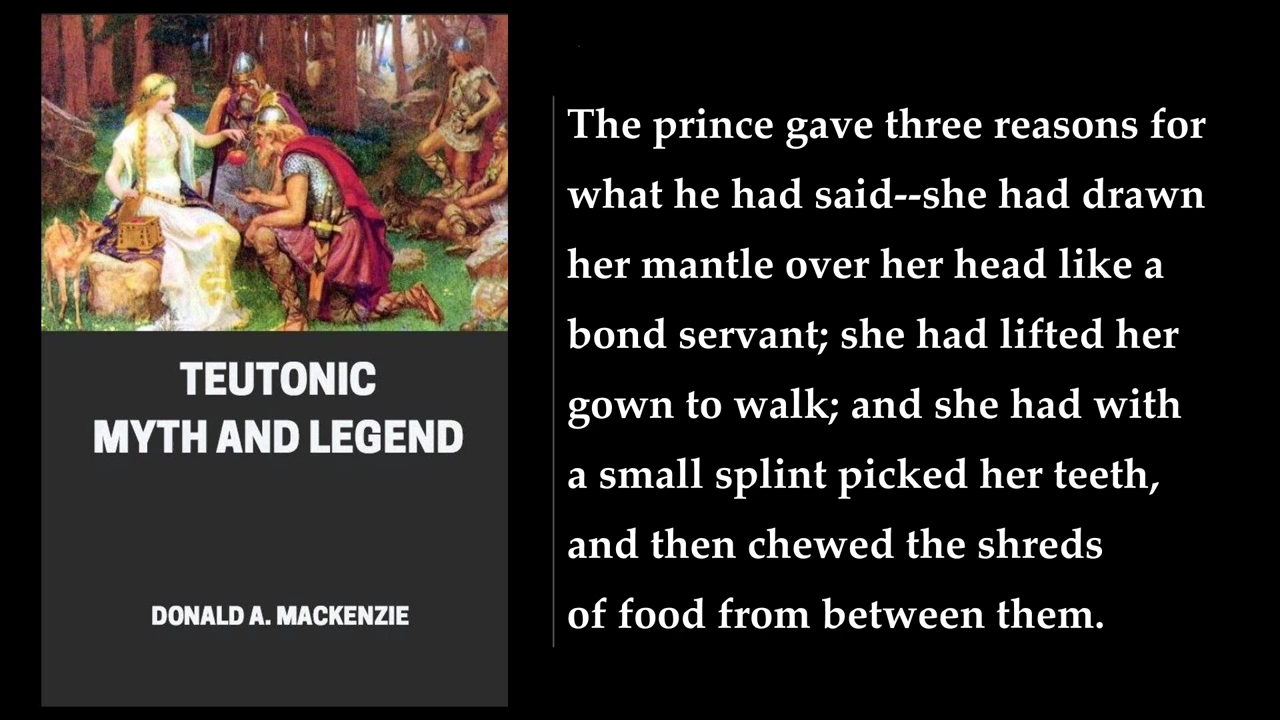 TEUTONIC
MYTH AND LEGEND
DONALD A. MACKENZIE
The prince gave three reasons for
what he had said--she had drawn
her mantle over her head like a
bond servant; she had lifted her
gown to walk; and she had with
a small splint picked her teeth,
and then chewed the shreds
of food from between them.